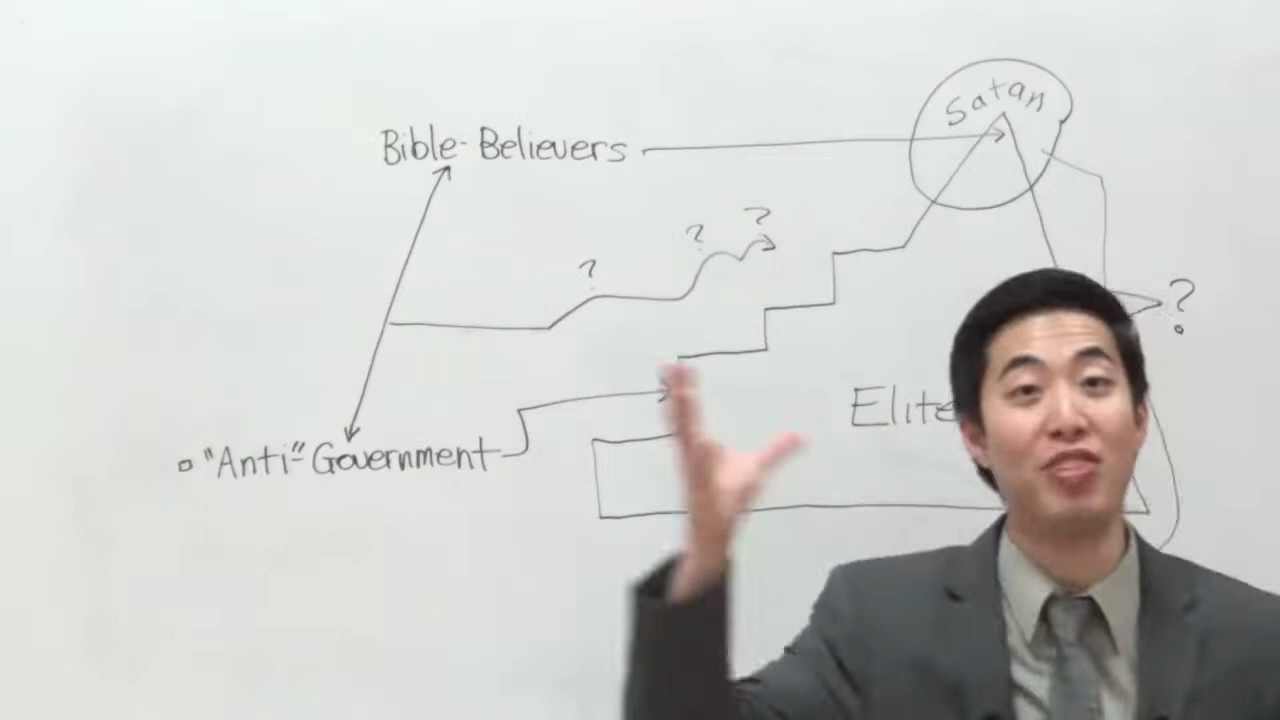 Satan
Bible-Believers
?
?
?
?
Elite
"Anti" Government